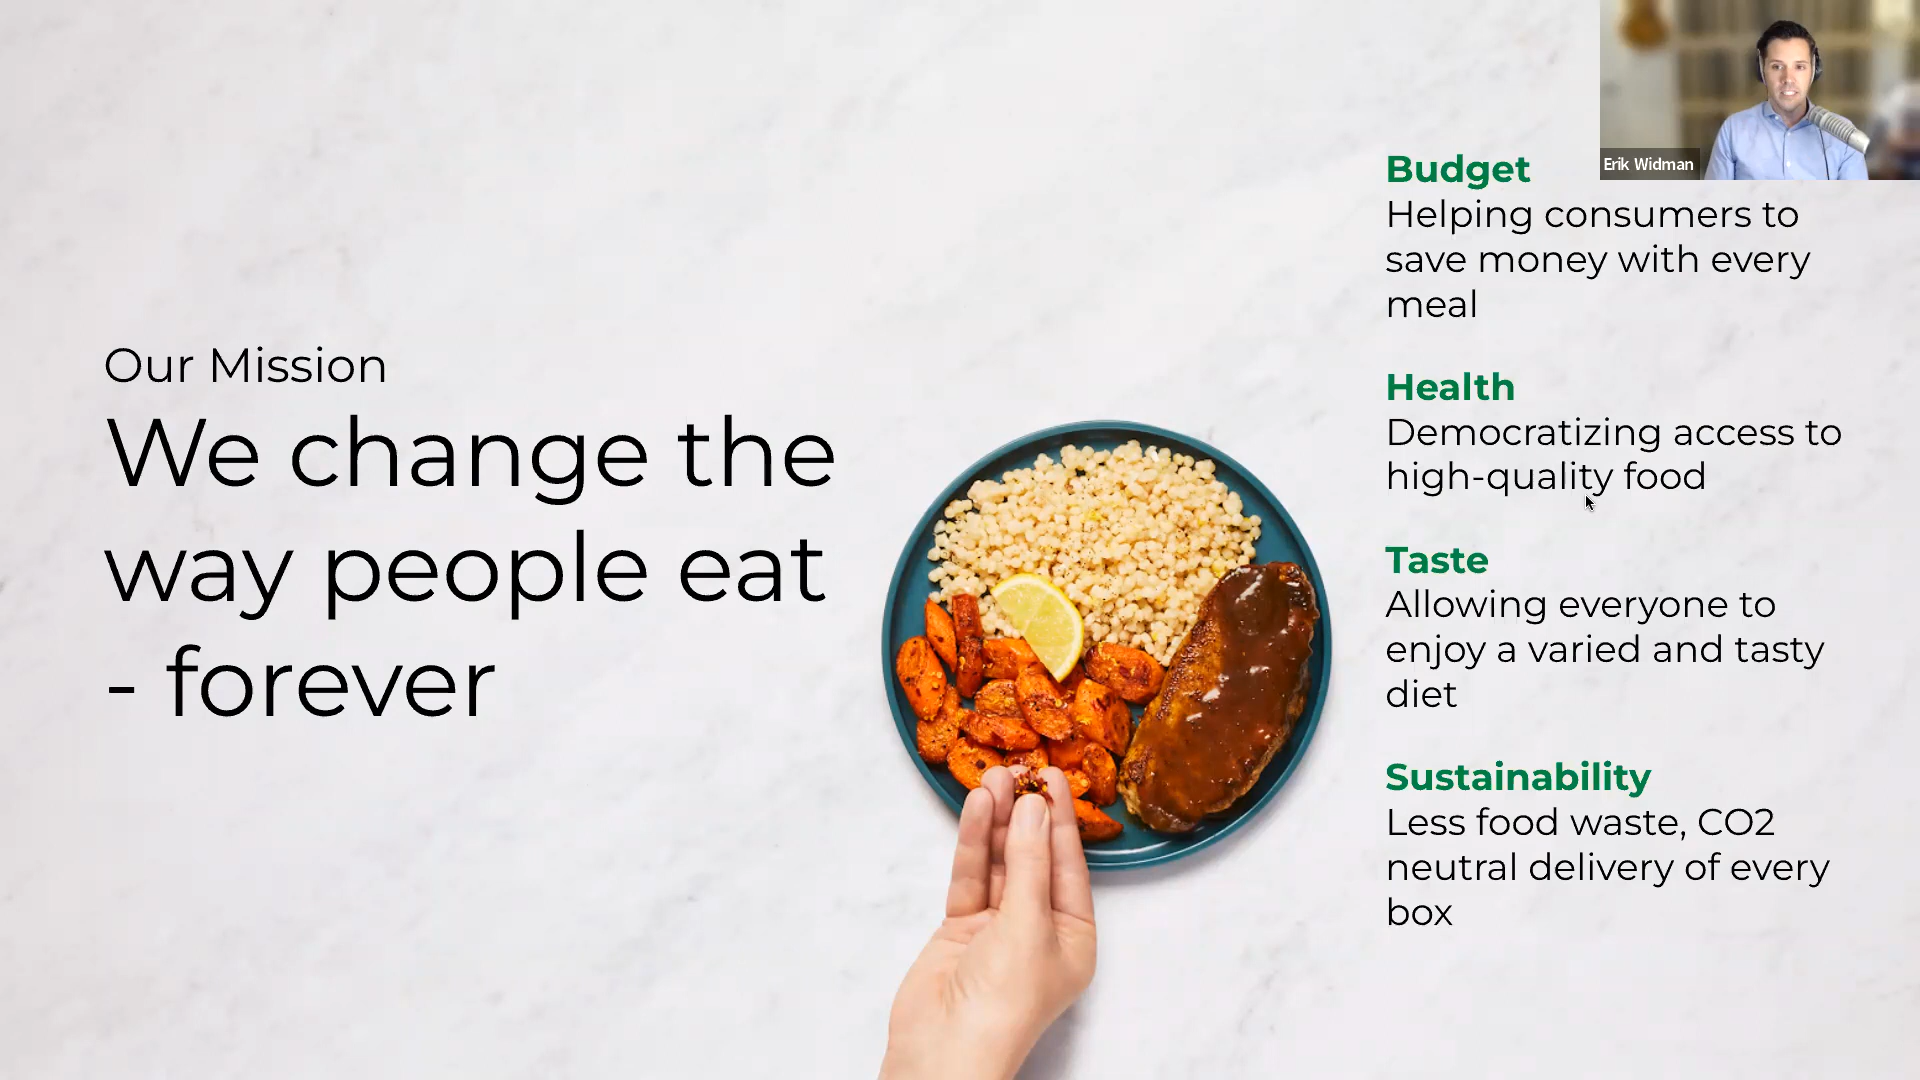 Our Mission
We change the
way people eat
- forever
Budget
Helping consumers to
save money with every
meal
Health
Democratizing access to
high-quality food
Taste
Allowing everyone to
enjoy a varied and tasty
diet
Sustainability
Less food waste, CO2
neutral delivery of every
box
Erik Widman